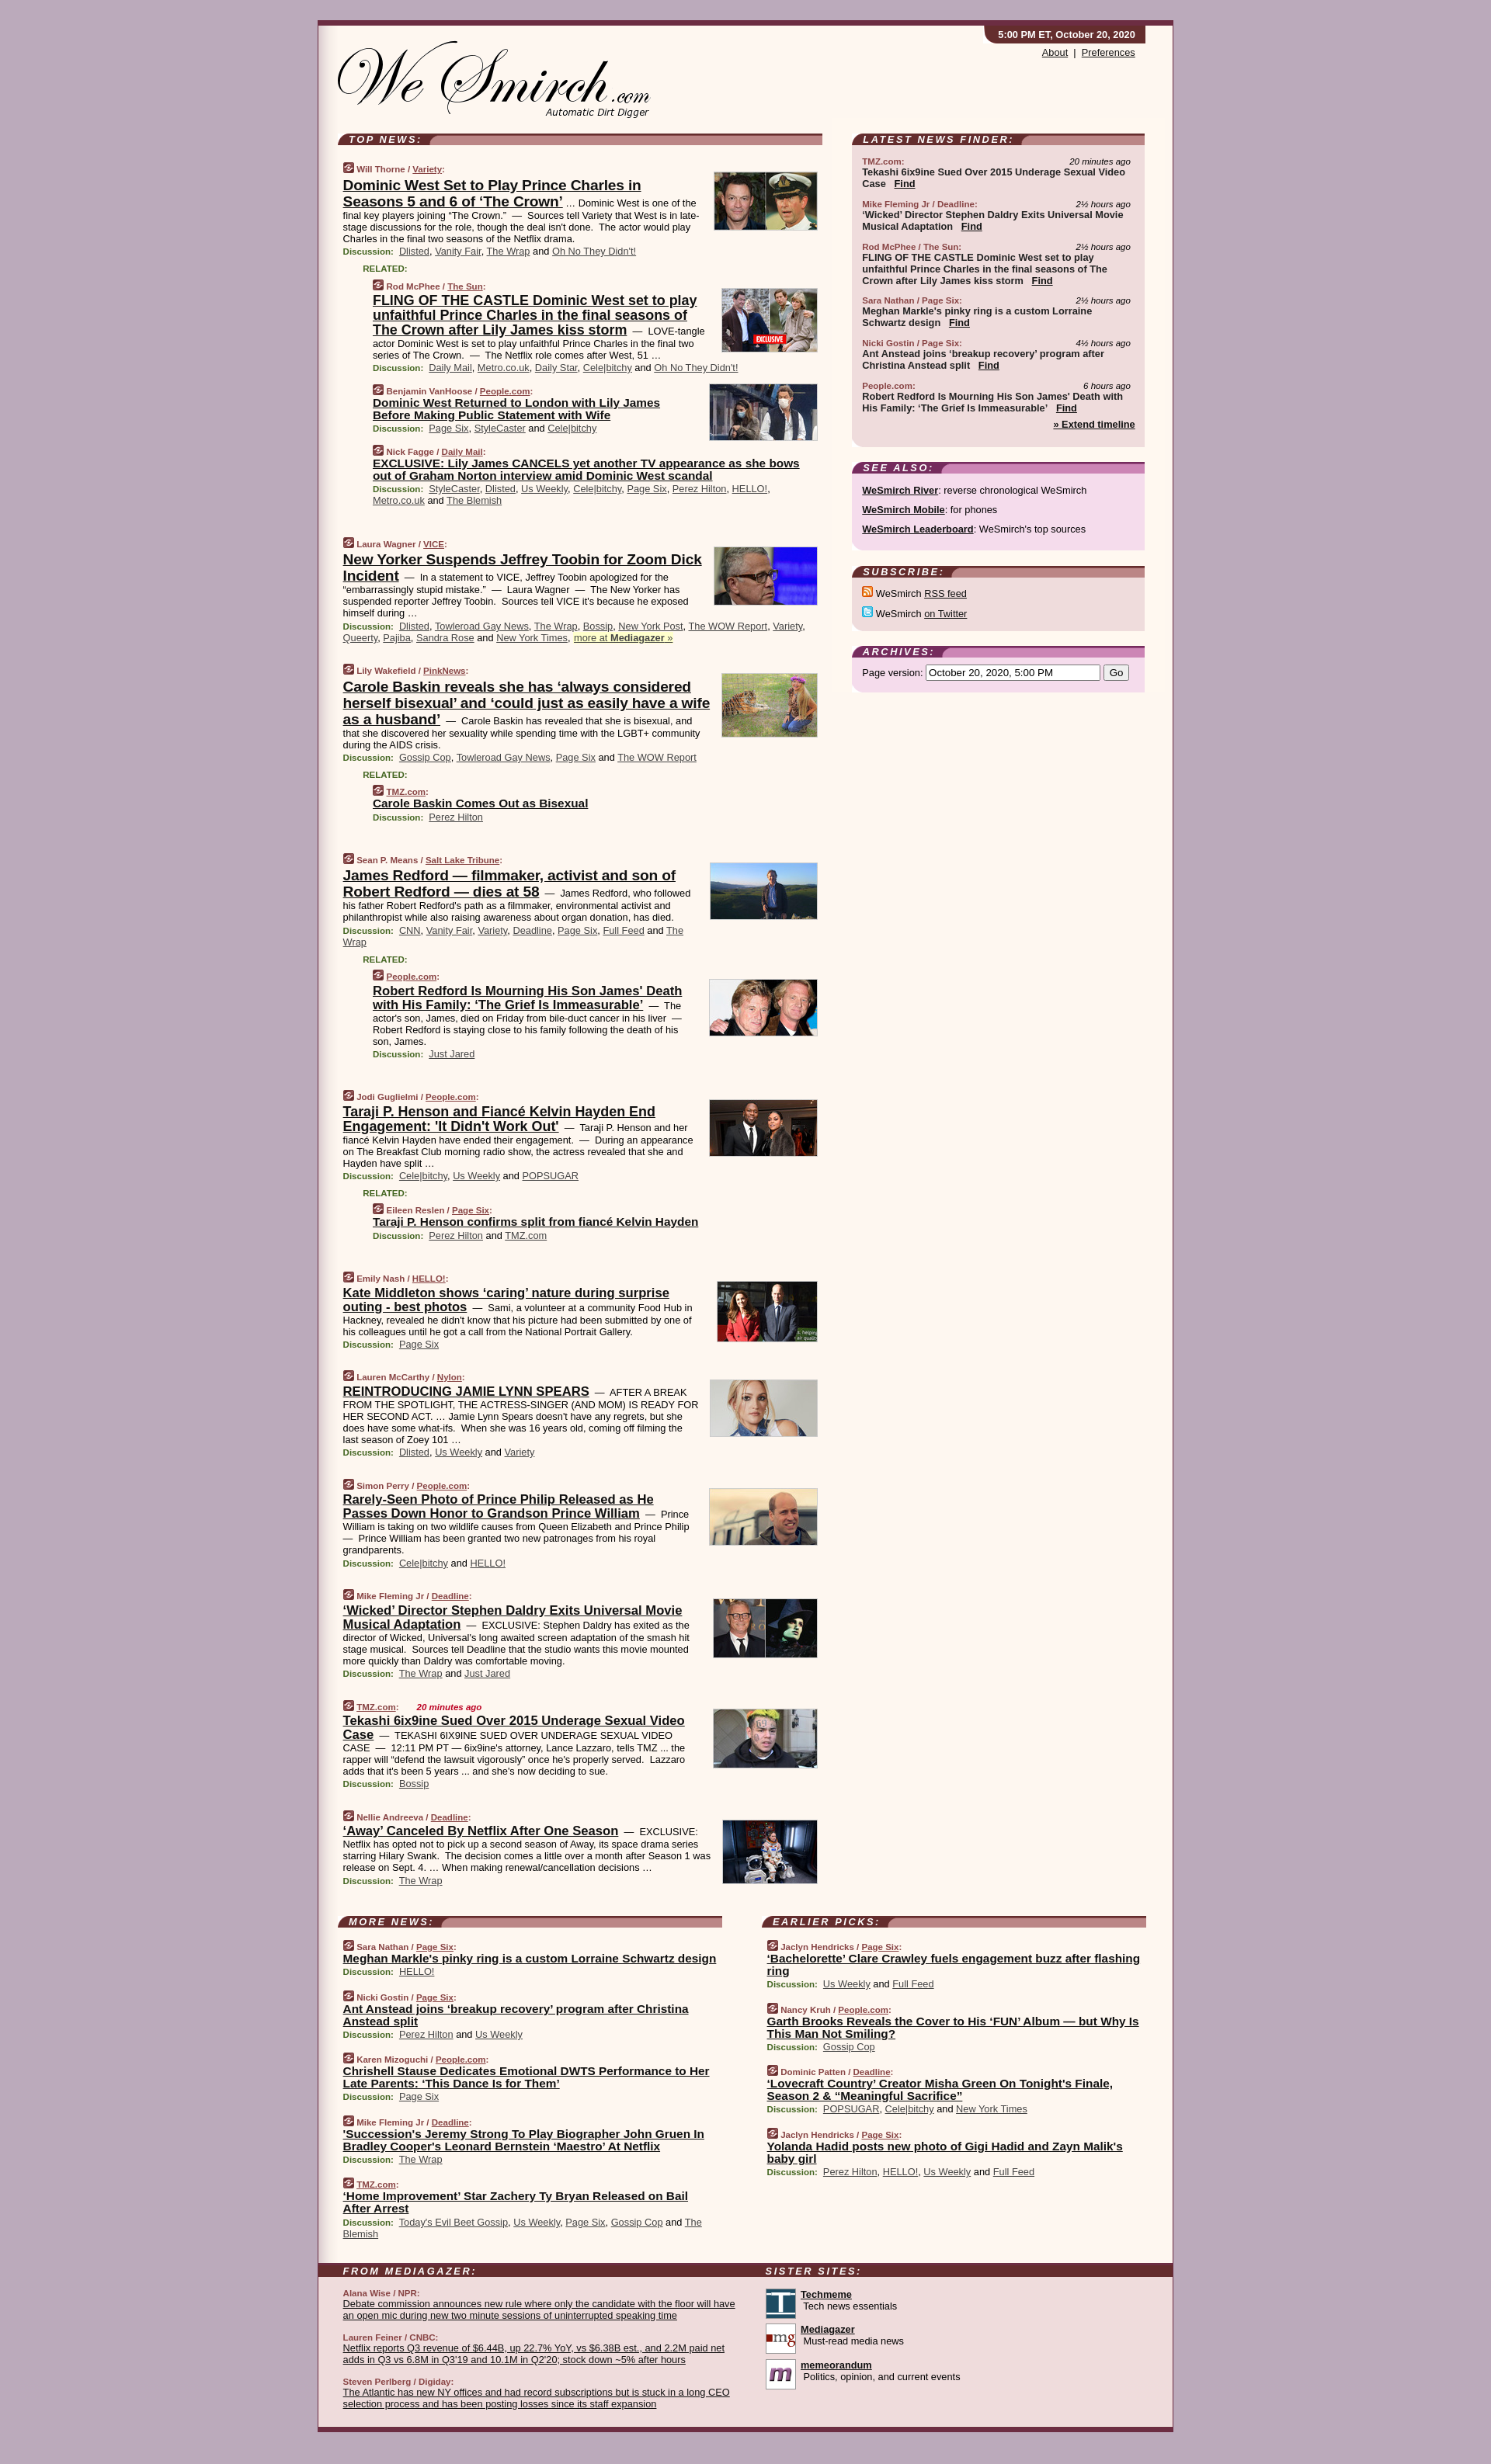 5:00 PM ET, October 20, 2020
About | Preferences
We Smirch.com
Automatic Dirt Digger
TOP NEWS:
Will Thorne / Variety:
Dominic West Set to Play Prince Charles in
Seasons 5 and 6 of ‘The Crown’ … Dominic West is one of the
final key players joining “The Crown.” — Sources tell Variety that West is in late-
stage discussions for the role, though the deal isn't done. The actor would play
Charles in the final two seasons of the Netflix drama.
Discussion: Dlisted, Vanity Fair, The Wrap and Oh No They Didn't!
RELATED:
Rod McPhee / The Sun:
FLING OF THE CASTLE Dominic West set to play
unfaithful Prince Charles in the final seasons of
The Crown after Lily James kiss storm — LOVE-tangle
actor Dominic West is set to play unfaithful Prince Charles in the final two
series of The Crown. — The Netflix role comes after West, 51 …
EXCLUSIVE
Discussion: Daily Mail, Metro.co.uk, Daily Star, Cele|bitchy and Oh No They Didn't!
Benjamin VanHoose / People.com:
Dominic West Returned to London with Lily James
Before Making Public Statement with Wife
Discussion: Page Six, StyleCaster and Cele|bitchy
Nick Fagge / Daily Mail:
EXCLUSIVE: Lily James CANCELS yet another TV appearance as she bows
out of Graham Norton interview amid Dominic West scandal
Discussion: StyleCaster, Dlisted, Us Weekly, Cele|bitchy, Page Six, Perez Hilton, HELLO!,
Metro.co.uk and The Blemish
Laura Wagner / VICE:
New Yorker Suspends Jeffrey Toobin for Zoom Dick
Incident — In a statement to VICE, Jeffrey Toobin apologized for the
“embarrassingly stupid mistake.” — Laura Wagner — The New Yorker has
suspended reporter Jeffrey Toobin. Sources tell VICE it's because he exposed
himself during …
Discussion: Dlisted, Towleroad Gay News, The Wrap, Bossip, New York Post, The WOW Report, Variety,
Queerty, Pajiba, Sandra Rose and New York Times, more at Mediagazer »
Lily Wakefield / PinkNews:
Carole Baskin reveals she has ‘always considered
herself bisexual’ and ‘could just as easily have a wife
as a husband’ — Carole Baskin has revealed that she is bisexual, and
that she discovered her sexuality while spending time with the LGBT+ community
during the AIDS crisis.
Discussion: Gossip Cop, Towleroad Gay News, Page Six and The WOW Report
RELATED:
TMZ.com:
Carole Baskin Comes Out as Bisexual
Discussion: Perez Hilton
Sean P. Means / Salt Lake Tribune:
James Redford — filmmaker, activist and son of
Robert Redford — dies at 58 — James Redford, who followed
his father Robert Redford's path as a filmmaker, environmental activist and
philanthropist while also raising awareness about organ donation, has died.
Discussion: CNN, Vanity Fair, Variety, Deadline, Page Six, Full Feed and The
Wrap
RELATED:
People.com:
Robert Redford Is Mourning His Son James' Death
with His Family: ‘The Grief Is Immeasurable’ — The
actor's son, James, died on Friday from bile-duct cancer in his liver —
Robert Redford is staying close to his family following the death of his
son, James.
Discussion: Just Jared
Jodi Guglielmi / People.com:
Taraji P. Henson and Fiancé Kelvin Hayden End
Engagement: 'It Didn't Work Out' — Taraji P. Henson and her
fiancé Kelvin Hayden have ended their engagement. — During an appearance
on The Breakfast Club morning radio show, the actress revealed that she and
Hayden have split …
Discussion: Cele|bitchy, Us Weekly and POPSUGAR
RELATED:
Eileen Reslen / Page Six:
Taraji P. Henson confirms split from fiancé Kelvin Hayden
Discussion: Perez Hilton and TMZ.com
Emily Nash / HELLO!:
Kate Middleton shows ‘caring’ nature during surprise
outing - best photos — Sami, a volunteer at a community Food Hub in
Hackney, revealed he didn't know that his picture had been submitted by one of
his colleagues until he got a call from the National Portrait Gallery.
Discussion: Page Six
Lauren McCarthy / Nylon:
REINTRODUCING JAMIE LYNN SPEARS — AFTER A BREAK
FROM THE SPOTLIGHT, THE ACTRESS-SINGER (AND MOM) IS READY FOR
HER SECOND ACT. … Jamie Lynn Spears doesn't have any regrets, but she
does have some what-ifs. When she was 16 years old, coming off filming the
last season of Zoey 101 …
Discussion: Dlisted, Us Weekly and Variety
Simon Perry / People.com:
Rarely-Seen Photo of Prince Philip Released as He
Passes Down Honor to Grandson Prince William — Prince
William is taking on two wildlife causes from Queen Elizabeth and Prince Philip
— Prince William has been granted two new patronages from his royal
grandparents.
Discussion: Cele|bitchy and HELLO!
Mike Fleming Jr / Deadline:
‘Wicked’ Director Stephen Daldry Exits Universal Movie
Musical Adaptation — EXCLUSIVE: Stephen Daldry has exited as the
director of Wicked, Universal's long awaited screen adaptation of the smash hit
stage musical. Sources tell Deadline that the studio wants this movie mounted
more quickly than Daldry was comfortable moving.
Discussion: The Wrap and Just Jared
TMZ.com: 20 minutes ago
Tekashi 6ix9ine Sued Over 2015 Underage Sexual Video
Case — TEKASHI 6IX9INE SUED OVER UNDERAGE SEXUAL VIDEO
CASE — 12:11 PM PT — 6ix9ine's attorney, Lance Lazzaro, tells TMZ ... the
rapper will “defend the lawsuit vigorously” once he's properly served. Lazzaro
adds that it's been 5 years ... and she's now deciding to sue.
Discussion: Bossip
Nellie Andreeva / Deadline:
‘Away’ Canceled By Netflix After One Season — EXCLUSIVE:
Netflix has opted not to pick up a second season of Away, its space drama series
starring Hilary Swank. The decision comes a little over a month after Season 1 was
release on Sept. 4. … When making renewal/cancellation decisions …
Discussion: The Wrap
LATEST NEWS FINDER:
TMZ.com: 20 minutes ago
Tekashi 6ix9ine Sued Over 2015 Underage Sexual Video
Case Find
Mike Fleming Jr / Deadline: 2½ hours ago
‘Wicked’ Director Stephen Daldry Exits Universal Movie
Musical Adaptation Find
Rod McPhee / The Sun: 2½ hours ago
FLING OF THE CASTLE Dominic West set to play
unfaithful Prince Charles in the final seasons of The
Crown after Lily James kiss storm Find
Sara Nathan / Page Six: 2½ hours ago
Meghan Markle's pinky ring is a custom Lorraine
Schwartz design Find
Nicki Gostin / Page Six: 4½ hours ago
Ant Anstead joins ‘breakup recovery’ program after
Christina Anstead split Find
People.com: 6 hours ago
Robert Redford Is Mourning His Son James' Death with
His Family: ‘The Grief Is Immeasurable’ Find
» Extend timeline
SEE ALSO:
WeSmirch River: reverse chronological WeSmirch
WeSmirch Mobile: for phones
WeSmirch Leaderboard: WeSmirch's top sources
SUBSCRIBE:
WeSmirch RSS feed
WeSmirch on Twitter
ARCHIVES:
Page version: October 20, 2020, 5:00 PM Go
MORE NEWS:
Sara Nathan / Page Six:
Meghan Markle's pinky ring is a custom Lorraine Schwartz design
Discussion: HELLO!
Nicki Gostin / Page Six:
Ant Anstead joins ‘breakup recovery’ program after Christina
Anstead split
Discussion: Perez Hilton and Us Weekly
Karen Mizoguchi / People.com:
Chrishell Stause Dedicates Emotional DWTS Performance to Her
Late Parents: ‘This Dance Is for Them’
Discussion: Page Six
Mike Fleming Jr / Deadline:
'Succession's Jeremy Strong To Play Biographer John Gruen In
Bradley Cooper's Leonard Bernstein ‘Maestro’ At Netflix
Discussion: The Wrap
TMZ.com:
‘Home Improvement’ Star Zachery Ty Bryan Released on Bail
After Arrest
Discussion: Today's Evil Beet Gossip, Us Weekly, Page Six, Gossip Cop and The
Blemish
EARLIER PICKS:
Jaclyn Hendricks / Page Six:
‘Bachelorette’ Clare Crawley fuels engagement buzz after flashing
ring
Discussion: Us Weekly and Full Feed
Nancy Kruh / People.com:
Garth Brooks Reveals the Cover to His ‘FUN’ Album — but Why Is
This Man Not Smiling?
Discussion: Gossip Cop
Dominic Patten / Deadline:
‘Lovecraft Country’ Creator Misha Green On Tonight's Finale,
Season 2 & “Meaningful Sacrifice”
Discussion: POPSUGAR, Cele|bitchy and New York Times
Jaclyn Hendricks / Page Six:
Yolanda Hadid posts new photo of Gigi Hadid and Zayn Malik's
baby girl
Discussion: Perez Hilton, HELLO!, Us Weekly and Full Feed
FROM MEDIAGAZER:
Alana Wise / NPR:
Debate commission announces new rule where only the candidate with the floor will have
an open mic during new two minute sessions of uninterrupted speaking time
Lauren Feiner / CNBC:
Netflix reports Q3 revenue of $6.44B, up 22.7% YoY, vs $6.38B est., and 2.2M paid net
adds in Q3 vs 6.8M in Q3'19 and 10.1M in Q2'20; stock down ~5% after hours
Steven Perlberg / Digiday:
The Atlantic has new NY offices and had record subscriptions but is stuck in a long CEO
selection process and has been posting losses since its staff expansion
SISTER SITES:
T
Techmeme
Tech news essentials
mg
Mediagazer
Must-read media news
m
memeorandum
Politics, opinion, and current events